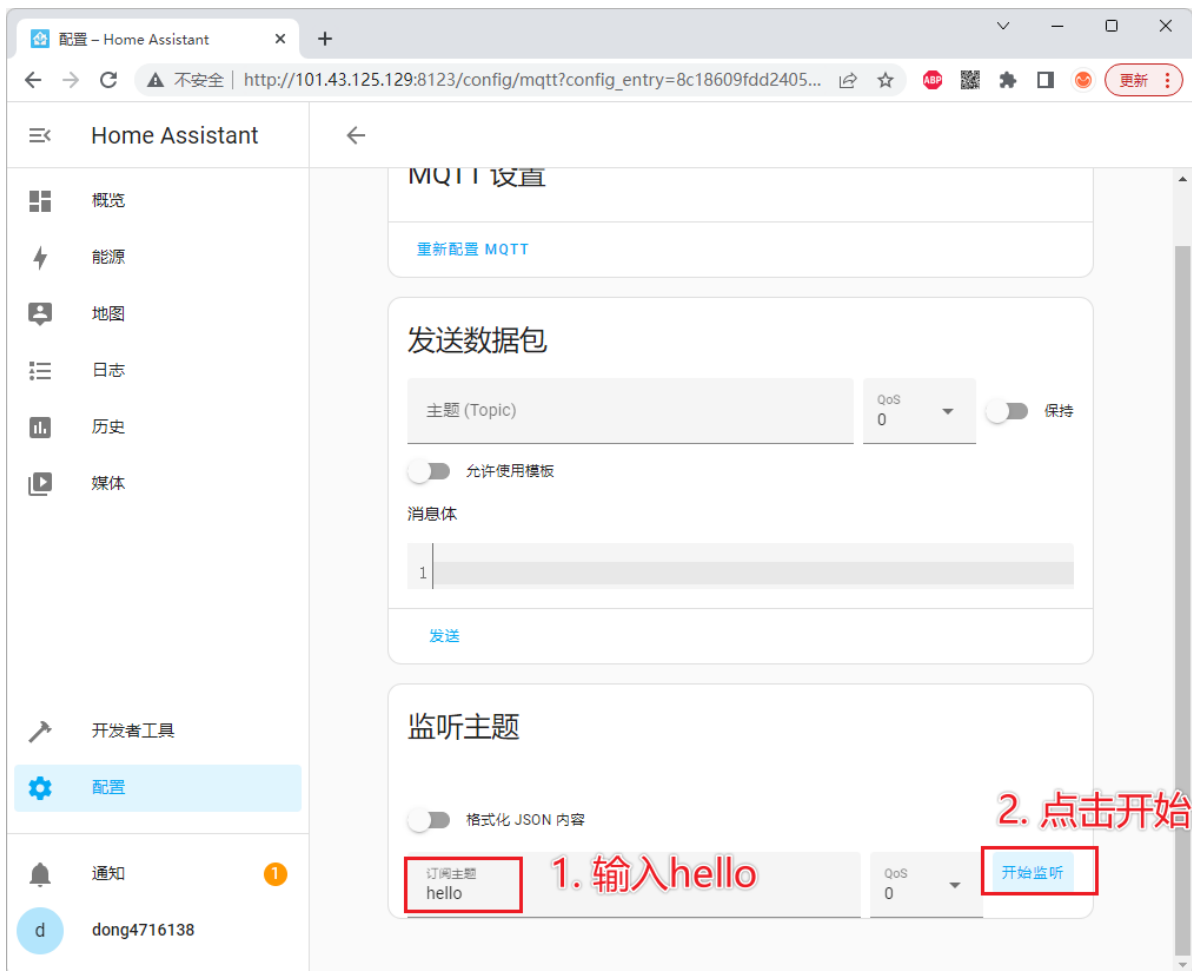 配置 – Home Assistant
不安全 | http://101.43.125.129:8123/config/mqtt?config_entry=8c18609fdd2405...
ABP
更新
Home Assistant
MQTT 设置
概览
重新配置 MQTT
能源
地图
发送数据包
日志
主题 (Topic)
QoS
0
保持
历史
允许使用模板
媒体
消息体
1
发送
监听主题
开发者工具
配置
格式化 JSON 内容
2. 点击开始
订阅主题
hello
1. 输入hello
QoS
0
开始监听
通知
1
d
dong4716138